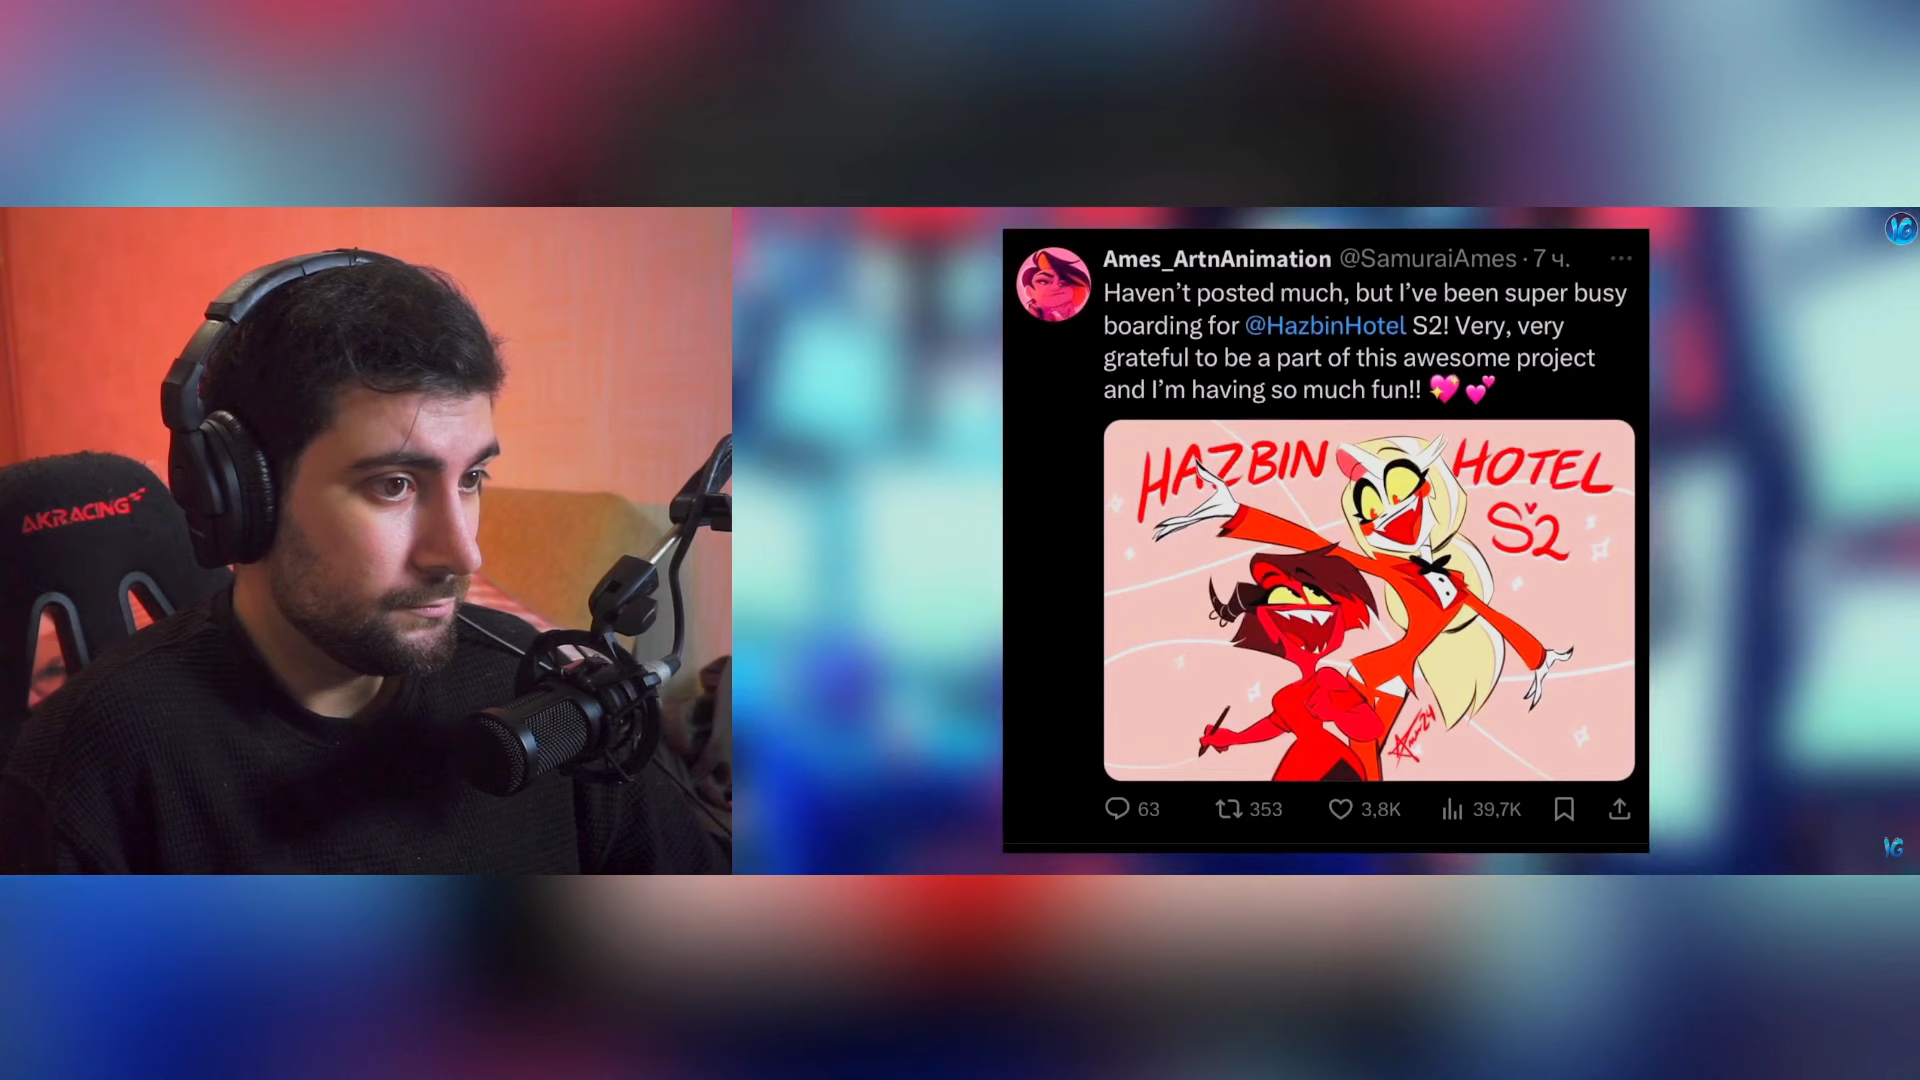 AKRACING
Ames_ArtnAnimation @SamuraiAmes · 7 ч.
Haven’t posted much, but I’ve been super busy
boarding for @HazbinHotel S2! Very, very
grateful to be a part of this awesome project
and I’m having so much fun!! 💖 💕
HAZBIN HOTEL
S2
Ames 24
63 353 3,8K 39,7K